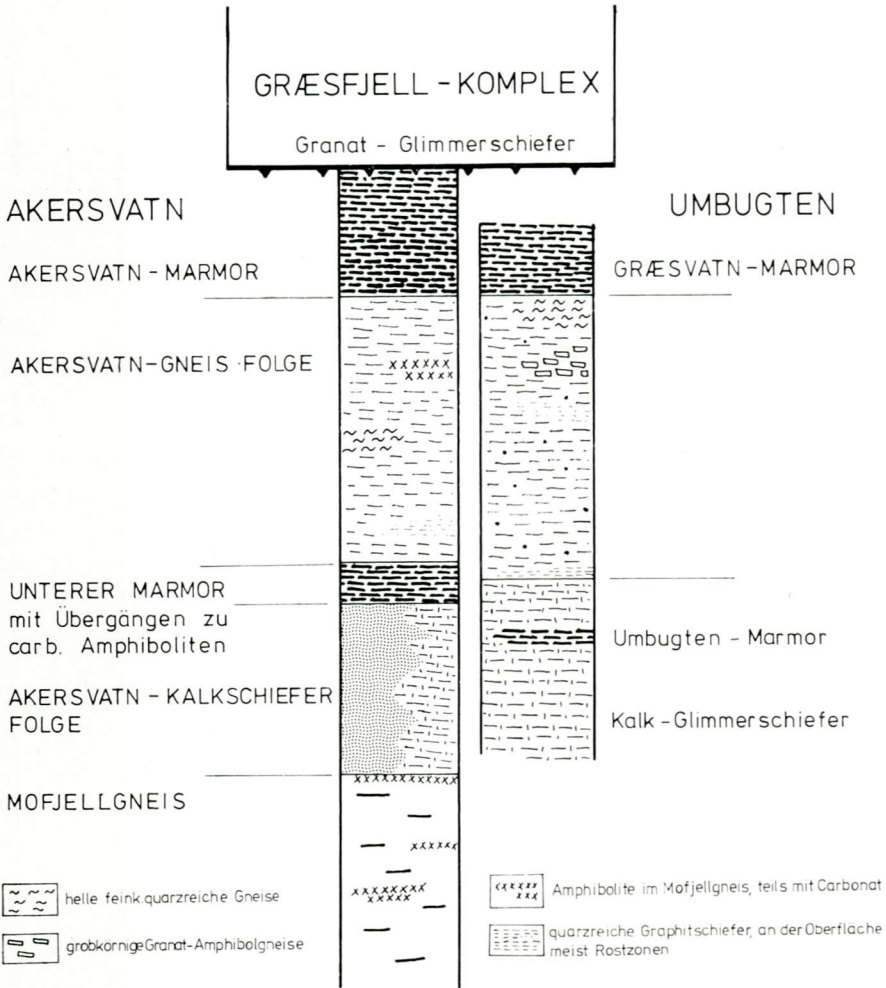 GRÆSFJELL - KOMPLEX
Granat - Glimmerschiefer
AKERSVATN
UMBUGTEN
AKERSVATN - MARMOR
GRÆSVATN - MARMOR
AKERSVATN-GNEIS FOLGE
UNTERER MARMOR
mit Übergängen zu
carb. Amphiboliten
Umbugten - Marmor
AKERSVATN - KALKSCHIEFER
FOLGE
Kalk - Glimmerschiefer
MOFJELLGNEIS
helle feink.quarzreiche Gneise
grobkörnige Granat-Amphibolgneise
Amphibolite im Mofjellgneis, teils mit Carbonat
quarzreiche Graphitschiefer, an der Oberfläche
meist Rostzonen